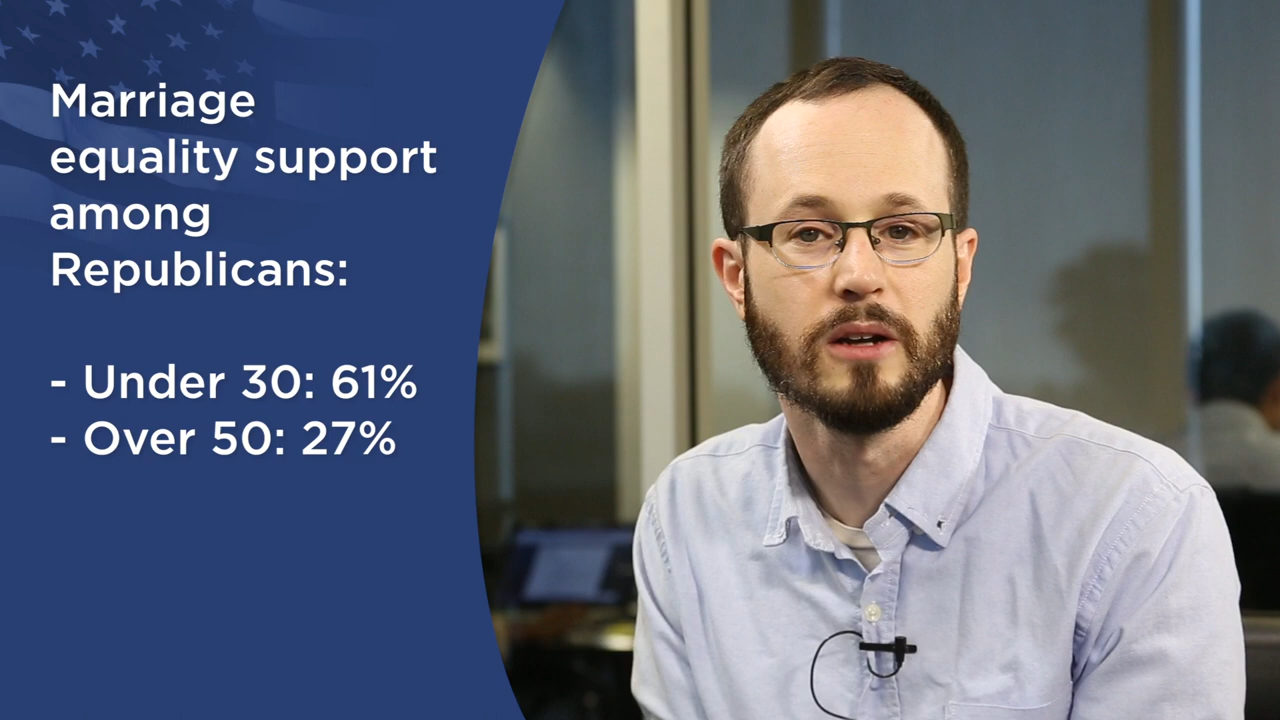 Marriage
equality support
among
Republicans:
- Under 30: 61%
- Over 50: 27%